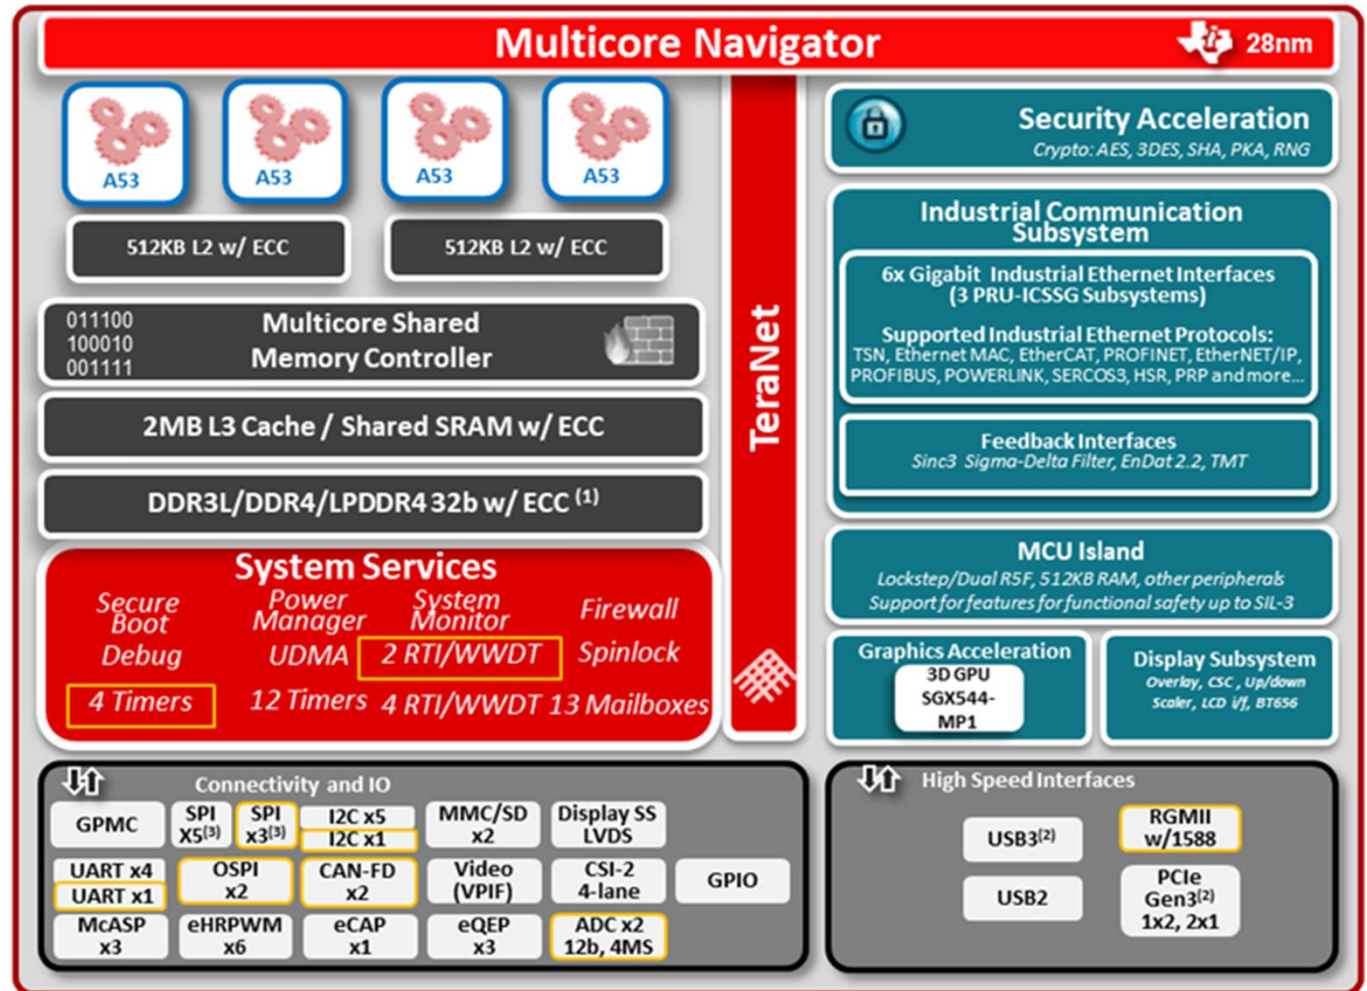 Multicore Navigator
28nm
A53
A53
A53
A53
512KB L2 w/ ECC
512KB L2 w/ ECC
011100
100010
001111
Multicore Shared
Memory Controller
2MB L3 Cache / Shared SRAM w/ ECC
DDR3L/DDR4/LPDDR4 32b w/ ECC (1)
System Services
Secure
Boot
Power
Manager
System
Monitor
Firewall
Debug
UDMA
2 RTI/WWDT
Spinlock
4 Timers
12 Timers
4 RTI/WWDT
13 Mailboxes
TeraNet
Security Acceleration
Crypto: AES, 3DES, SHA, PKA, RNG
Industrial Communication
Subsystem
6x Gigabit Industrial Ethernet Interfaces
(3 PRU-ICSSG Subsystems)
Supported Industrial Ethernet Protocols:
TSN, Ethernet MAC, EtherCAT, PROFINET, EtherNET/IP,
PROFIBUS, POWERLINK, SERCOS3, HSR, PRP and more...
Feedback Interfaces
Sinc3 Sigma-Delta Filter, EnDat 2.2, TMT
MCU Island
Lockstep/Dual R5F, 512KB RAM, other peripherals
Support for features for functional safety up to SIL-3
Graphics Acceleration
3D GPU
SGX544-
MP1
Display Subsystem
Overlay, CSC , Up/down
Scaler, LCD i/f, BT656
Connectivity and IO
GPMC
SPI
X5(3)
SPI
x3(3)
I2C x5
I2C x1
MMC/SD
x2
Display SS
LVDS
UART x4
UART x1
OSPI
x2
CAN-FD
x2
Video
(VPIF)
CSI-2
4-lane
GPIO
McASP
x3
eHRPWM
x6
eCAP
x1
eQEP
x3
ADC x2
12b, 4MS
High Speed Interfaces
USB3(2)
RGMII
w/1588
USB2
PCIe
Gen3(2)
1x2, 2x1